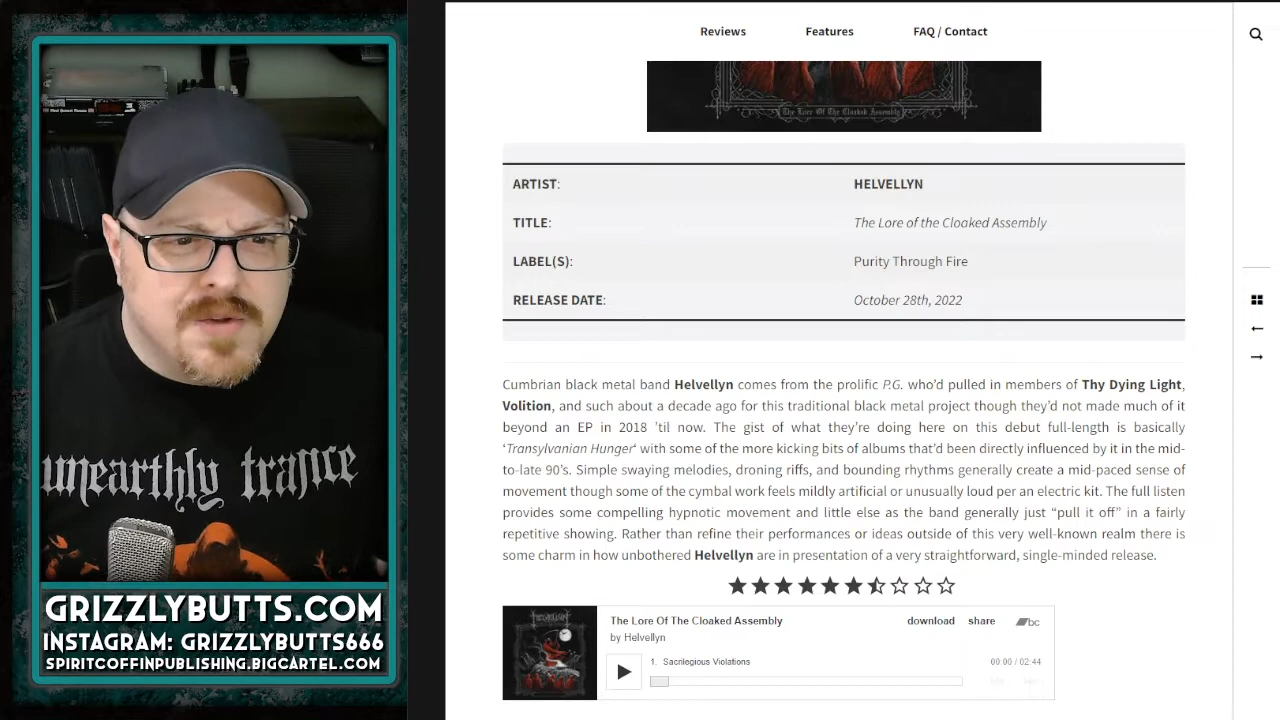 Reviews Features FAQ / Contact
The Lore Of The Cloaked Assembly
ARTIST: HELVELLYN
TITLE: The Lore of the Cloaked Assembly
LABEL(S): Purity Through Fire
RELEASE DATE: October 28th, 2022
Cumbrian black metal band Helvellyn comes from the prolific P.G. who'd pulled in members of Thy Dying Light,
Volition, and such about a decade ago for this traditional black metal project though they'd not made much of it
beyond an EP in 2018 'til now. The gist of what they're doing here on this debut full-length is basically
‘Transylvanian Hunger‘ with some of the more kicking bits of albums that'd been directly influenced by it in the mid-
to-late 90's. Simple swaying melodies, droning riffs, and bounding rhythms generally create a mid-paced sense of
movement though some of the cymbal work feels mildly artificial or unusually loud per an electric kit. The full listen
provides some compelling hypnotic movement and little else as the band generally just “pull it off” in a fairly
repetitive showing. Rather than refine their performances or ideas outside of this very well-known realm there is
some charm in how unbothered Helvellyn are in presentation of a very straightforward, single-minded release.
The Lore Of The Cloaked Assembly download share bc
by Helvellyn
1. Sacrilegious Violations 00:00 / 02:44
unearthly trance
GRIZZLYBUTTS.COM
INSTAGRAM: GRIZZLYBUTTS666
SPIRITCOFFINPUBLISHING.BIGCARTEL.COM